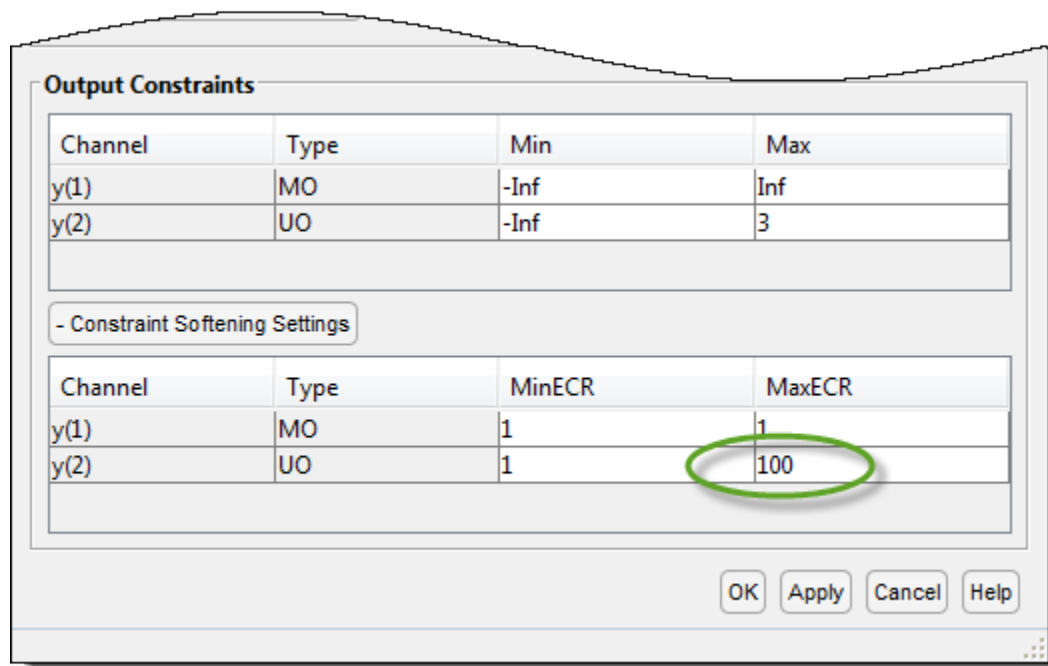 Output Constraints
Channel Type Min Max
y(1) MO -Inf Inf
y(2) UO -Inf 3
- Constraint Softening Settings
Channel Type MinECR MaxECR
y(1) MO 1 1
y(2) UO 1 100
OK Apply Cancel Help